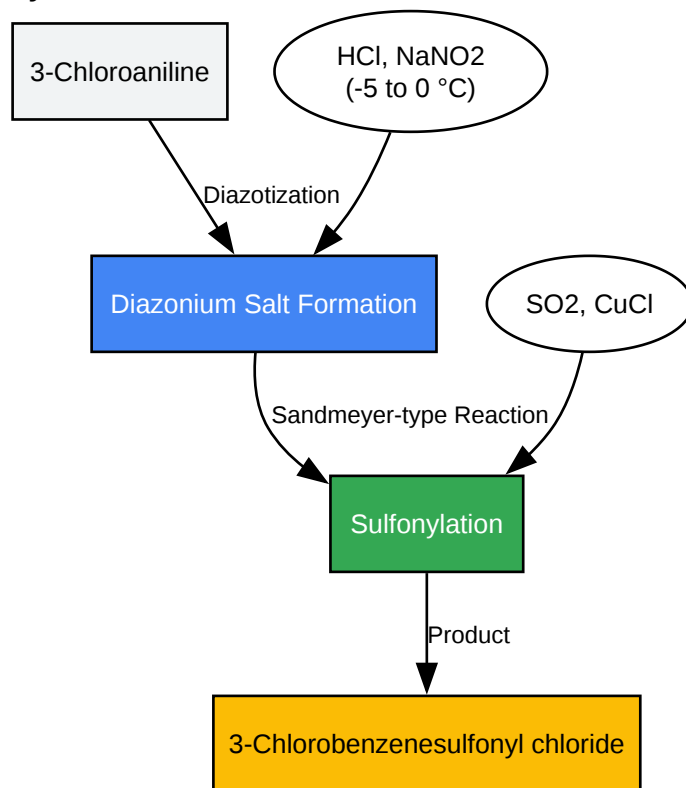 3-Chloroaniline
HCl, NaNO2
(-5 to 0 °C)
Diazotization
Diazonium Salt Formation
SO2, CuCl
Sandmeyer-type Reaction
Sulfonylation
Product
3-Chlorobenzenesulfonyl chloride